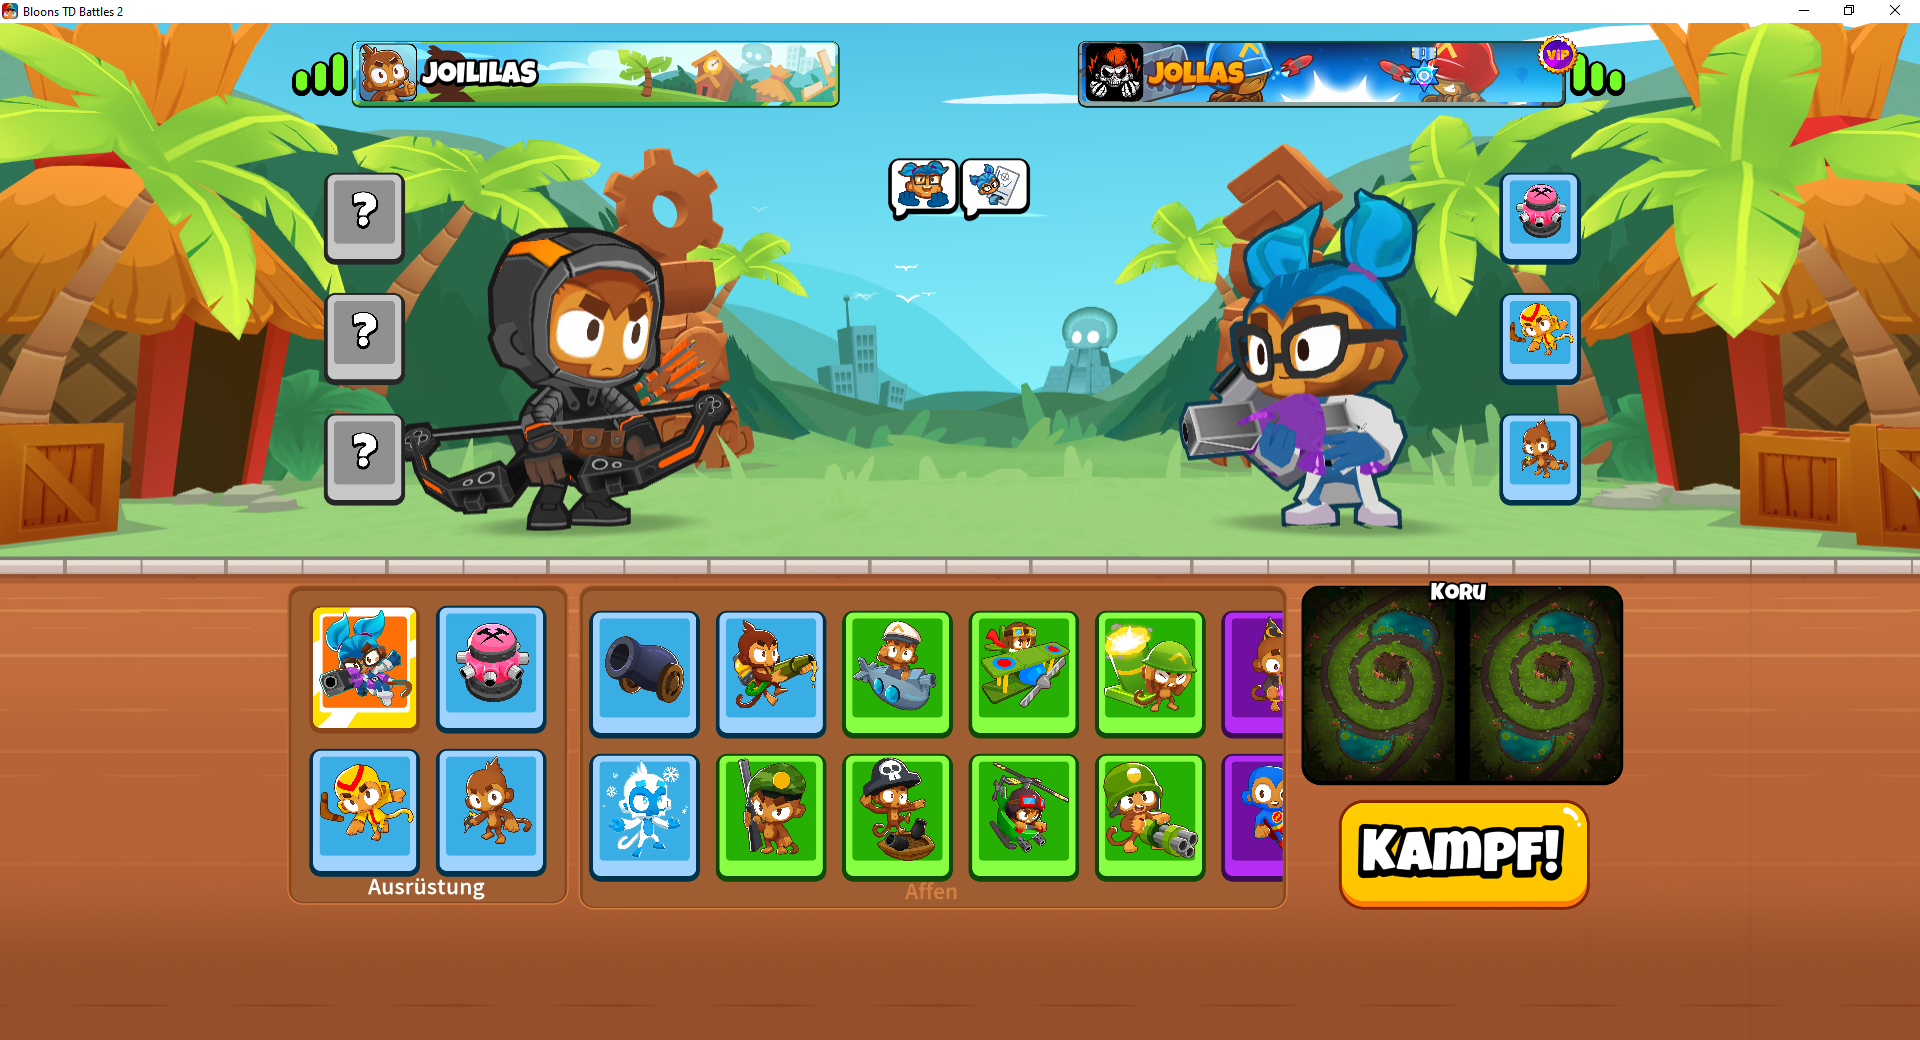 Bloons TD Battles 2
JOILILAS
JOLLAS
VIP
?
?
?
KORU
KAMPF!
Ausrüstung
Affen